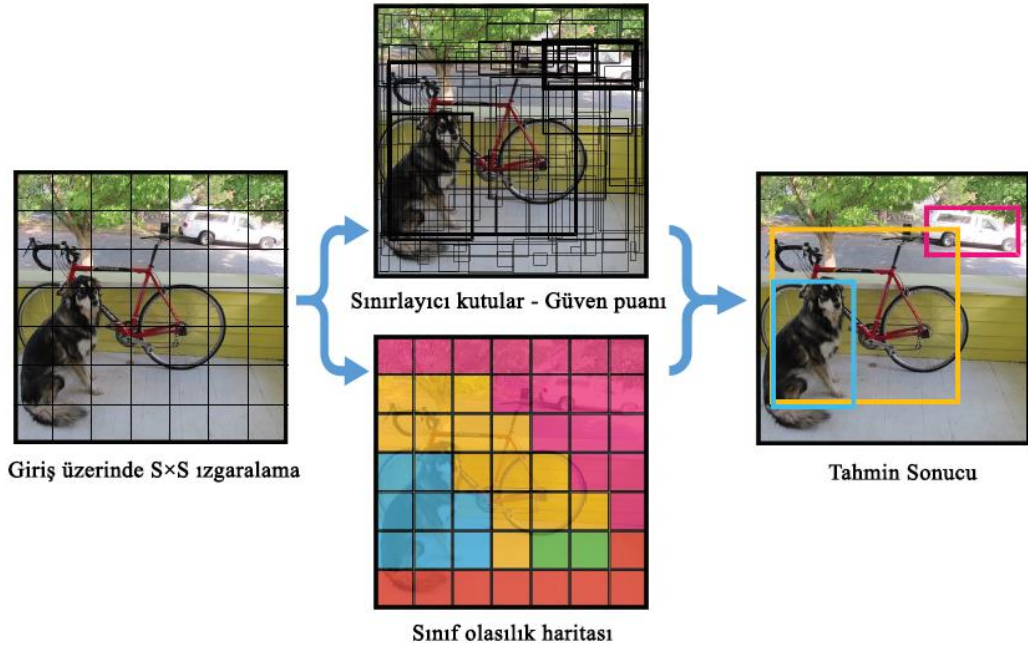 Sınırlayıcı kutular - Güven puanı
Giriş üzerinde S×S ızgaralama
Tahmin Sonucu
Sınıf olasılık haritası